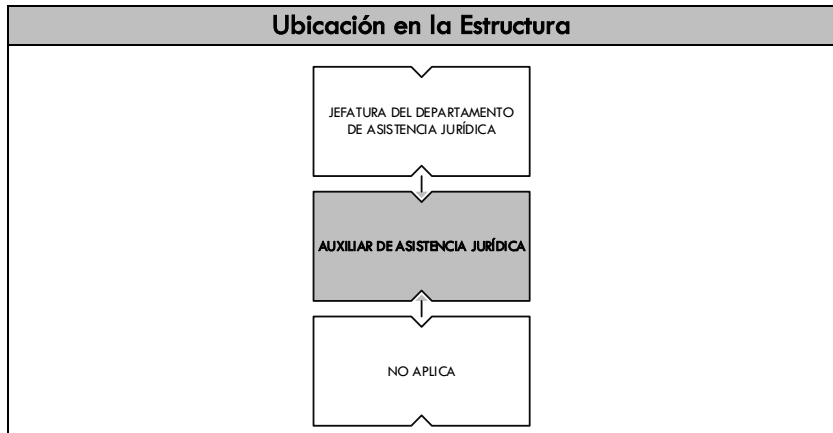 Ubicación en la Estructura
JEFATURA DEL DEPARTAMENTO
DE ASISTENCIA JURÍDICA
AUXILIAR DE ASISTENCIA JURÍDICA
NO APLICA